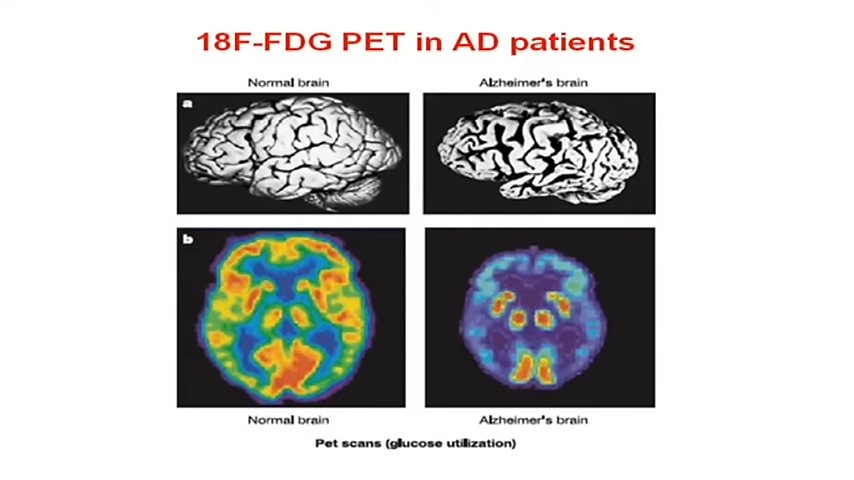 18F-FDG PET in AD patients
Normal brain
Alzheimer's brain
a
b
Normal brain
Alzheimer's brain
Pet scans (glucose utilization)